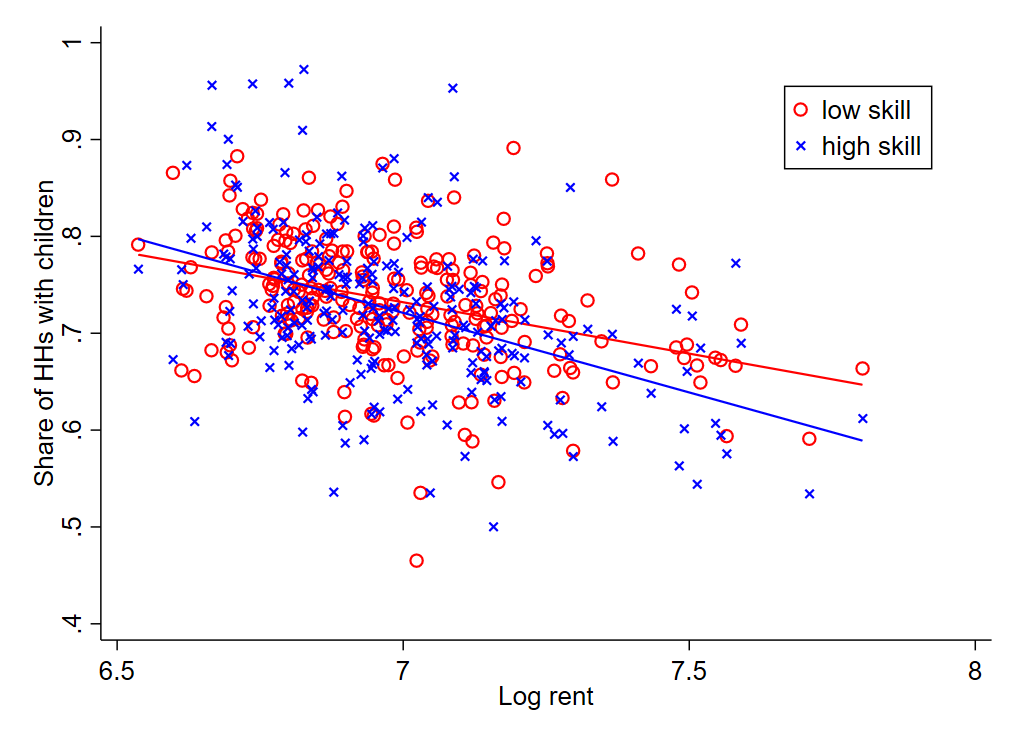 1
.9
.8
.7
.6
.5
.4
Share of HHs with children
low skill
high skill
6.5
7
7.5
8
Log rent